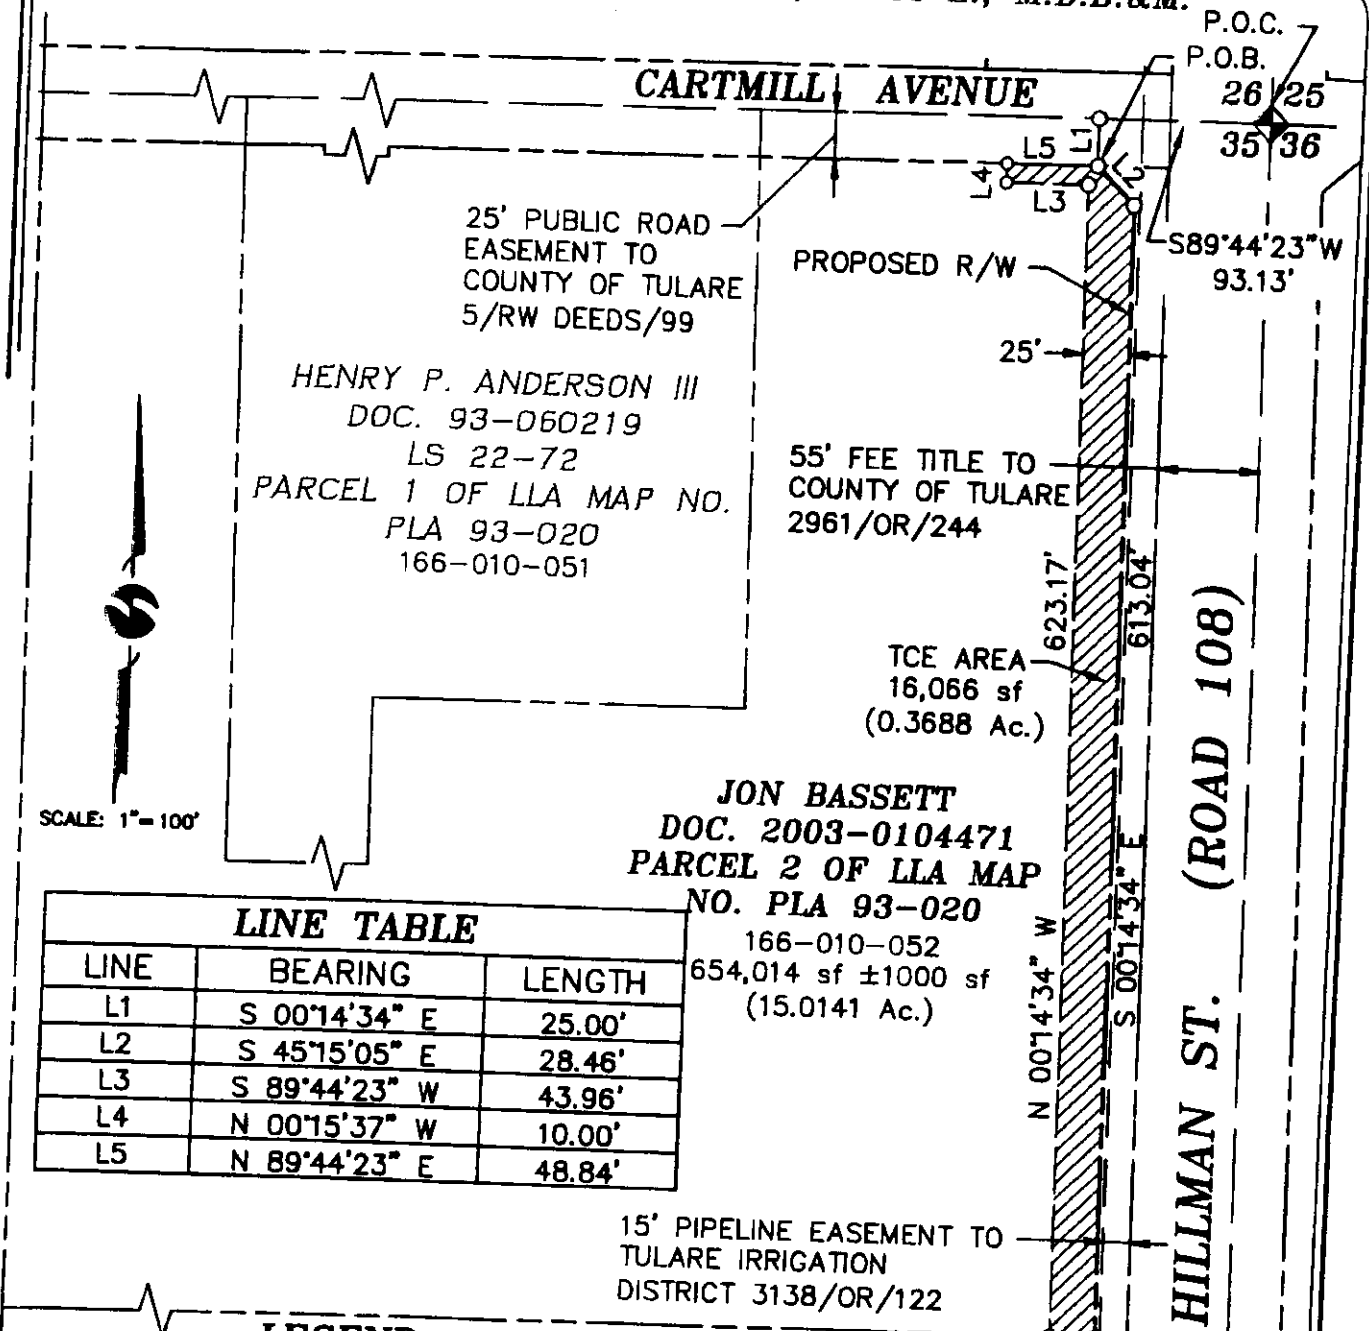 M.D.B.&M.
P.O.C.
P.O.B.
CARTMILL AVENUE
26 25
35 36
L1
L5
L2
L4
L3
25' PUBLIC ROAD
EASEMENT TO
COUNTY OF TULARE
5/RW DEEDS/99
PROPOSED R/W
S89°44'23"W
93.13'
25'
HENRY P. ANDERSON III
DOC. 93-060219
LS 22-72
PARCEL 1 OF LLA MAP NO.
PLA 93-020
166-010-051
55' FEE TITLE TO
COUNTY OF TULARE
2961/OR/244
623.17'
613.04'
TCE AREA
16,066 sf
(0.3688 Ac.)
SCALE: 1"=100'
JON BASSETT
DOC. 2003-0104471
PARCEL 2 OF LLA MAP
NO. PLA 93-020
166-010-052
654,014 sf ±1000 sf
(15.0141 Ac.)
N 00°14'34" W
S 00°14'34" E
HILLMAN ST. (ROAD 108)
LINE TABLE
LINE BEARING LENGTH
L1 S 00°14'34" E 25.00'
L2 S 45°15'05" E 28.46'
L3 S 89°44'23" W 43.96'
L4 N 00°15'37" W 10.00'
L5 N 89°44'23" E 48.84'
15' PIPELINE EASEMENT TO
TULARE IRRIGATION
DISTRICT 3138/OR/122
LEGEND